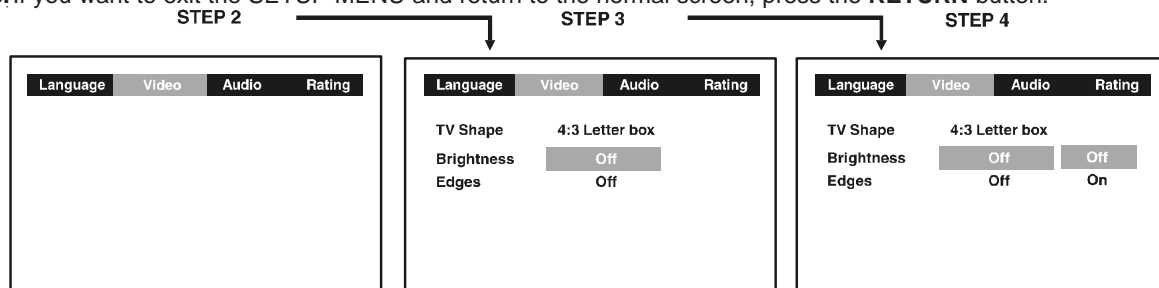 If you want to exit the SETUP MENU and return to the normal screen, press the RETURN button.
STEP 2
STEP 3
STEP 4
Language Video Audio Rating
Language Video Audio Rating
TV Shape 4:3 Letter box
Brightness Off
Edges Off
Language Video Audio Rating
TV Shape 4:3 Letter box
Brightness Off Off
Edges Off On